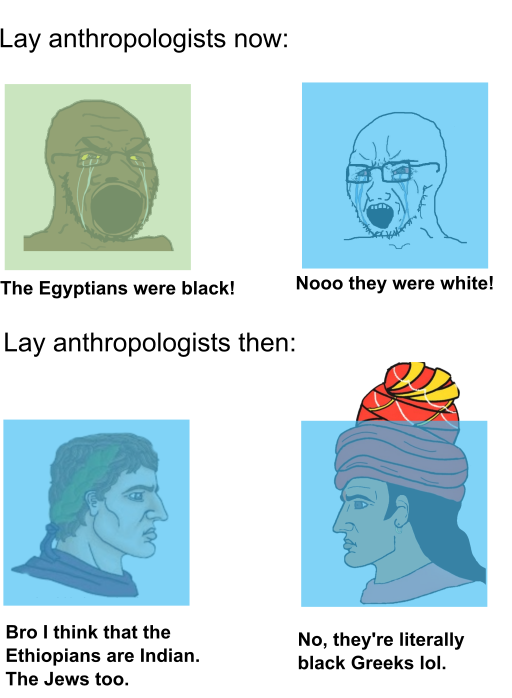 Lay anthropologists now:
The Egyptians were black!
Nooo they were white!
Lay anthropologists then:
Bro I think that the
Ethiopians are Indian.
The Jews too.
No, they're literally
black Greeks lol.